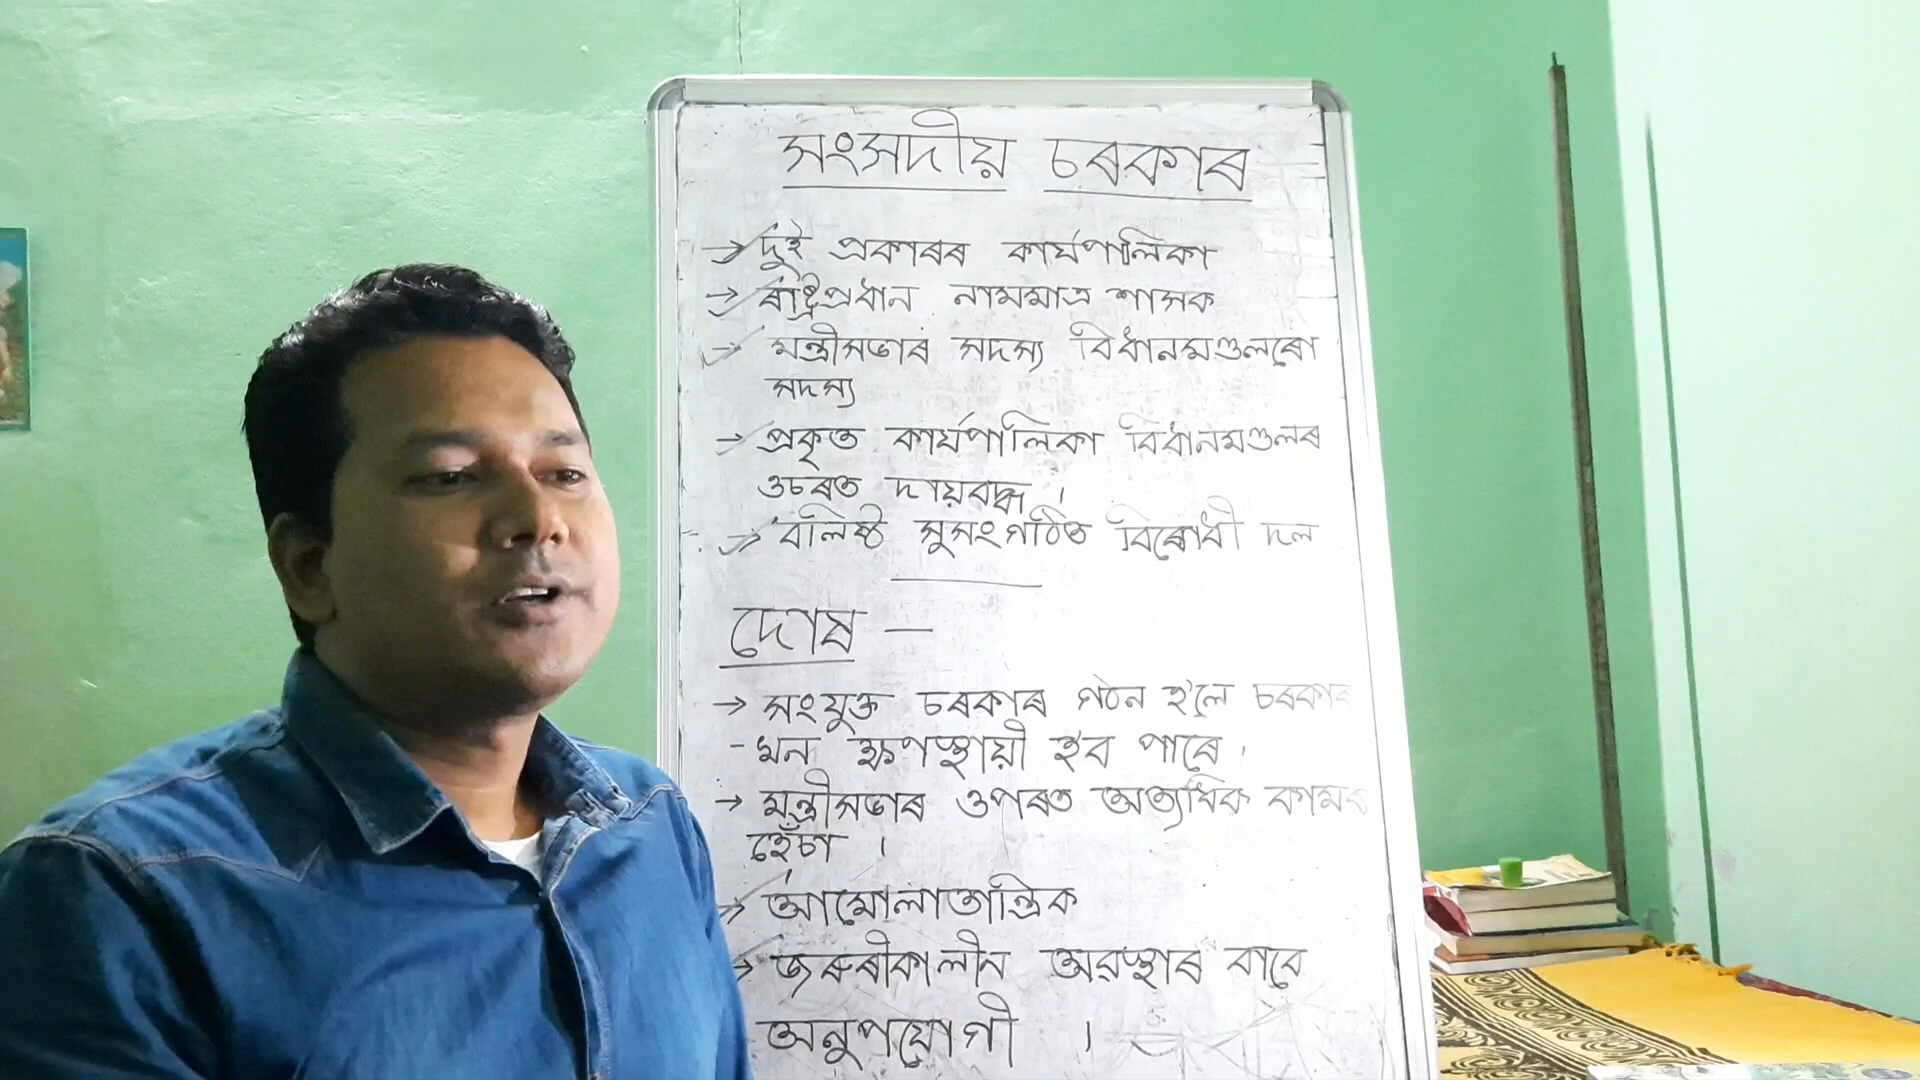 সংসদীয় চৰকাৰ
→ দুই প্ৰকাৰৰ কাৰ্যপালিকা
→ ৰাষ্ট্ৰপ্ৰধান নামমাত্ৰ শাসক
→ মন্ত্ৰীসভাৰ সদস্য বিধানমণ্ডলৰো
সদস্য
→ প্ৰকৃত কাৰ্যপালিকা বিধানমণ্ডলৰ
ওচৰত দায়বদ্ধ ।
→ বলিষ্ঠ সুসংগঠিত বিৰোধী দল
দোষ —
→ সংযুক্ত চৰকাৰ গঠন হ'লে চৰকাৰ
- খন ক্ষণস্থায়ী হ'ব পাৰে ।
→ মন্ত্ৰীসভাৰ ওপৰত অত্যধিক কামৰ
হেঁচা ।
→ আমোলাতান্ত্ৰিক
→ জৰুৰীকালীন অৱস্থাৰ বাবে
অনুপযোগী ।